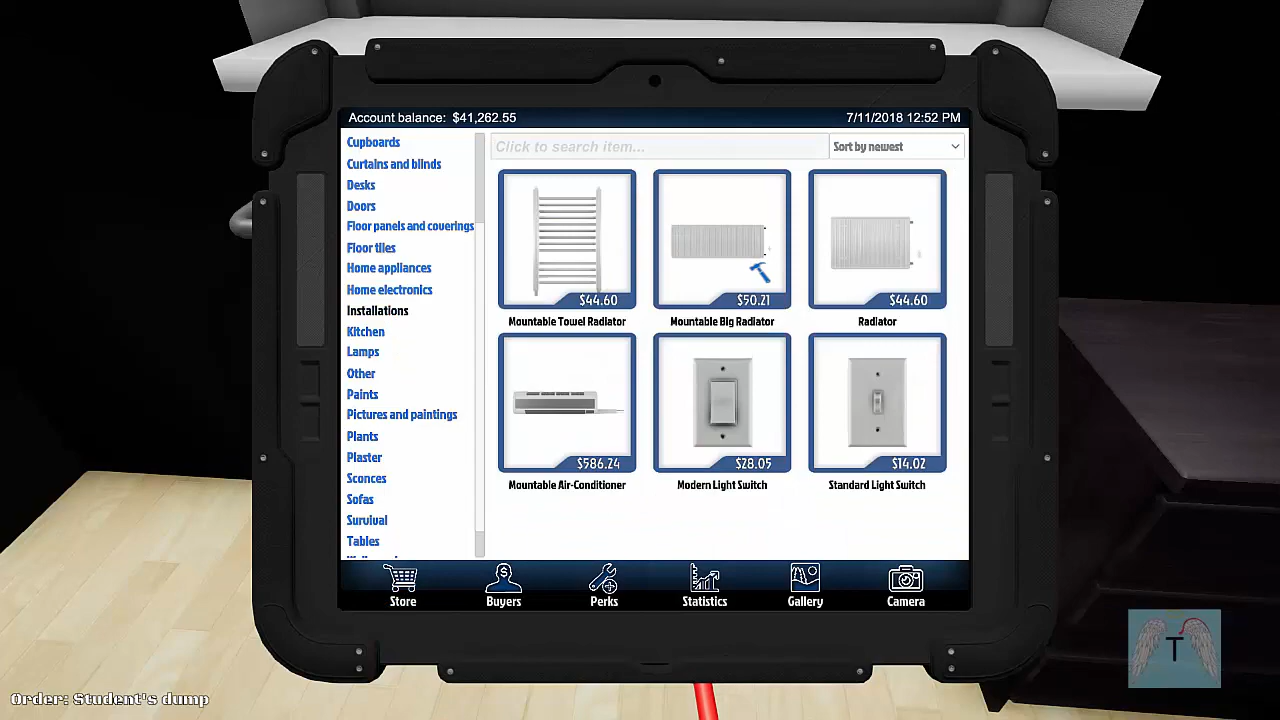 Account balance: $41,262.55
7/11/2018 12:52 PM
Cupboards
Curtains and blinds
Desks
Doors
Floor panels and coverings
Floor tiles
Home appliances
Home electronics
Installations
Kitchen
Lamps
Other
Paints
Pictures and paintings
Plants
Plaster
Sconces
Sofas
Survival
Tables
Click to search item...
Sort by newest
$44.60
$50.21
$44.60
Mountable Towel Radiator
Mountable Big Radiator
Radiator
$586.24
$28.05
$14.02
Mountable Air-Conditioner
Modern Light Switch
Standard Light Switch
Store
Buyers
Perks
Statistics
Gallery
Camera
Order: Student's dump
T